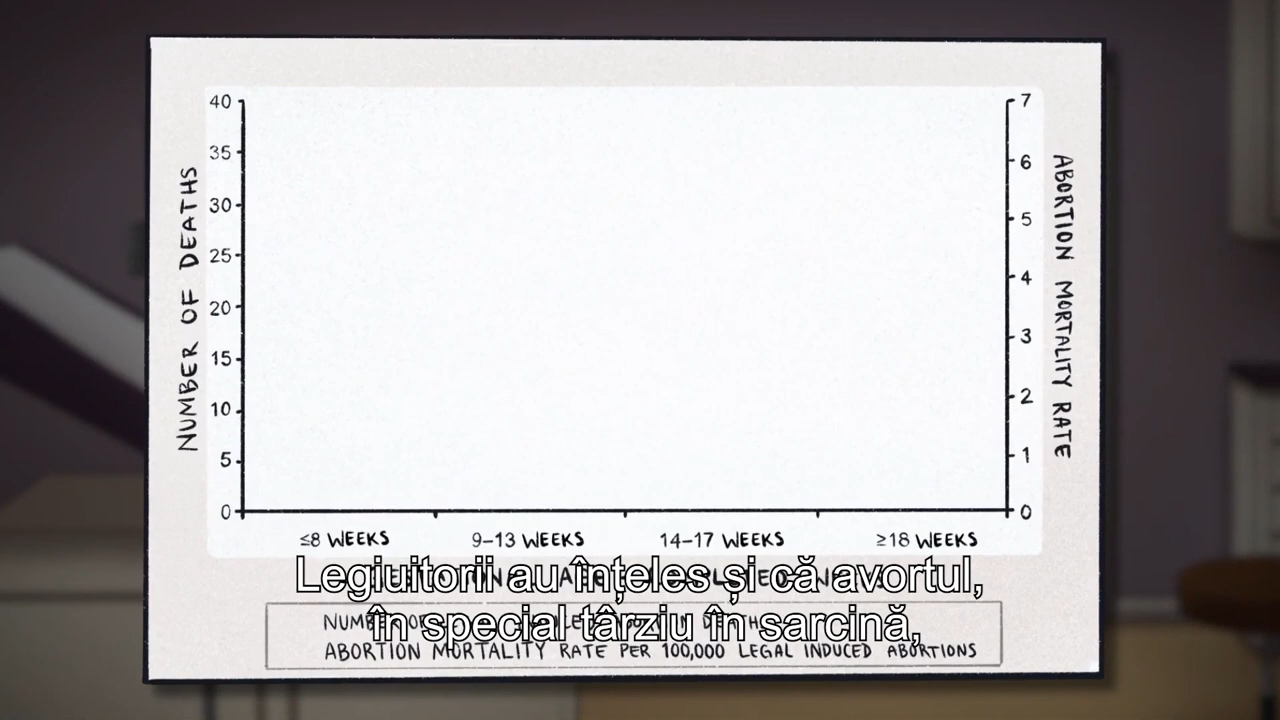 40
35
30
25
20
15
10
5
0
NUMBER OF DEATHS
7
6
5
4
3
2
1
0
ABORTION MORTALITY RATE
≤8 WEEKS
9–13 WEEKS
14–17 WEEKS
≥18 WEEKS
Legiuitorii au înțeles și că avortul,
în special târziu în sarcină,
NUMBER OF
ABORTION MORTALITY RATE PER 100,000 LEGAL INDUCED ABORTIONS